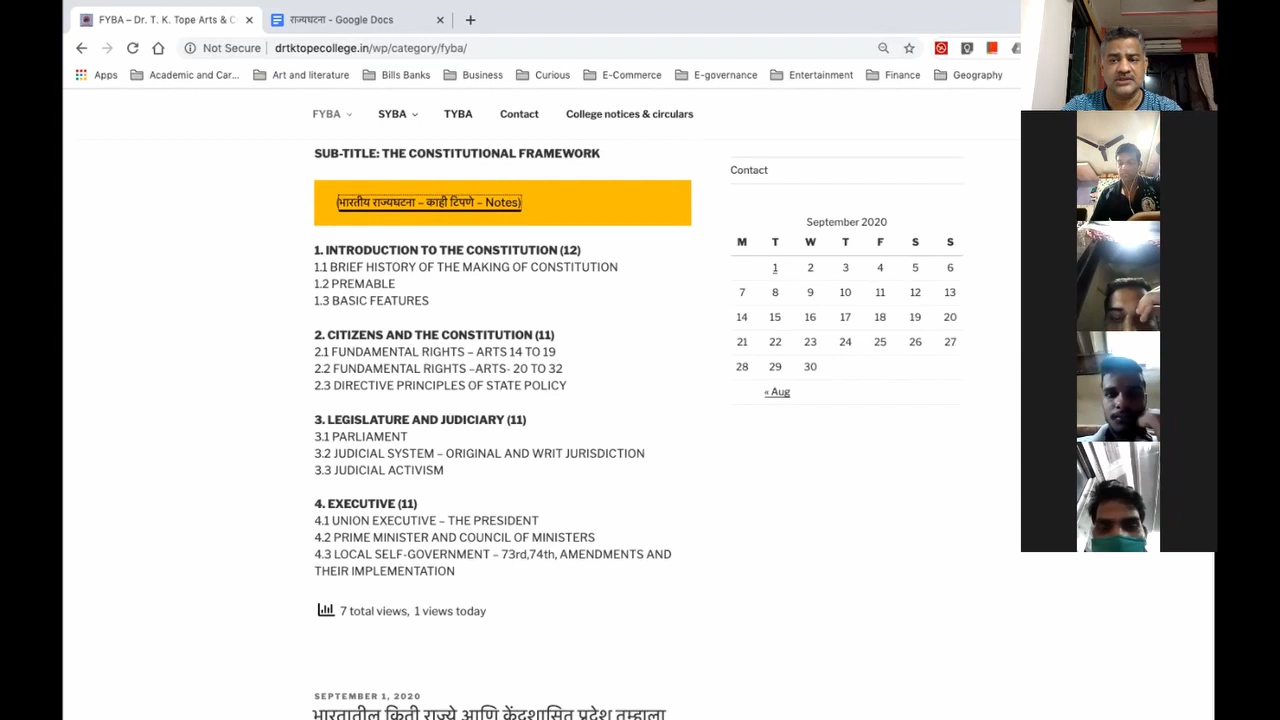 FYBA – Dr. T. K. Tope Arts & C
राज्यघटना - Google Docs
Not Secure
drtktopecollege.in/wp/category/fyba/
Apps
Academic and Car...
Art and literature
Bills Banks
Business
Curious
E-Commerce
E-governance
Entertainment
Finance
Geography
FYBA
SYBA
TYBA
Contact
College notices & circulars
SUB-TITLE: THE CONSTITUTIONAL FRAMEWORK
(भारतीय राज्यघटना – काही टिपणे – Notes)
1. INTRODUCTION TO THE CONSTITUTION (12)
1.1 BRIEF HISTORY OF THE MAKING OF CONSTITUTION
1.2 PREMABLE
1.3 BASIC FEATURES
2. CITIZENS AND THE CONSTITUTION (11)
2.1 FUNDAMENTAL RIGHTS – ARTS 14 TO 19
2.2 FUNDAMENTAL RIGHTS –ARTS- 20 TO 32
2.3 DIRECTIVE PRINCIPLES OF STATE POLICY
3. LEGISLATURE AND JUDICIARY (11)
3.1 PARLIAMENT
3.2 JUDICIAL SYSTEM – ORIGINAL AND WRIT JURISDICTION
3.3 JUDICIAL ACTIVISM
4. EXECUTIVE (11)
4.1 UNION EXECUTIVE – THE PRESIDENT
4.2 PRIME MINISTER AND COUNCIL OF MINISTERS
4.3 LOCAL SELF-GOVERNMENT – 73rd,74th, AMENDMENTS AND
THEIR IMPLEMENTATION
7 total views, 1 views today
SEPTEMBER 1, 2020
भारतातील किती राज्ये आणि केंद्रशासित प्रदेश तुम्हाला
Contact
September 2020
M T W T F S S
1 2 3 4 5 6
7 8 9 10 11 12 13
14 15 16 17 18 19 20
21 22 23 24 25 26 27
28 29 30
« Aug